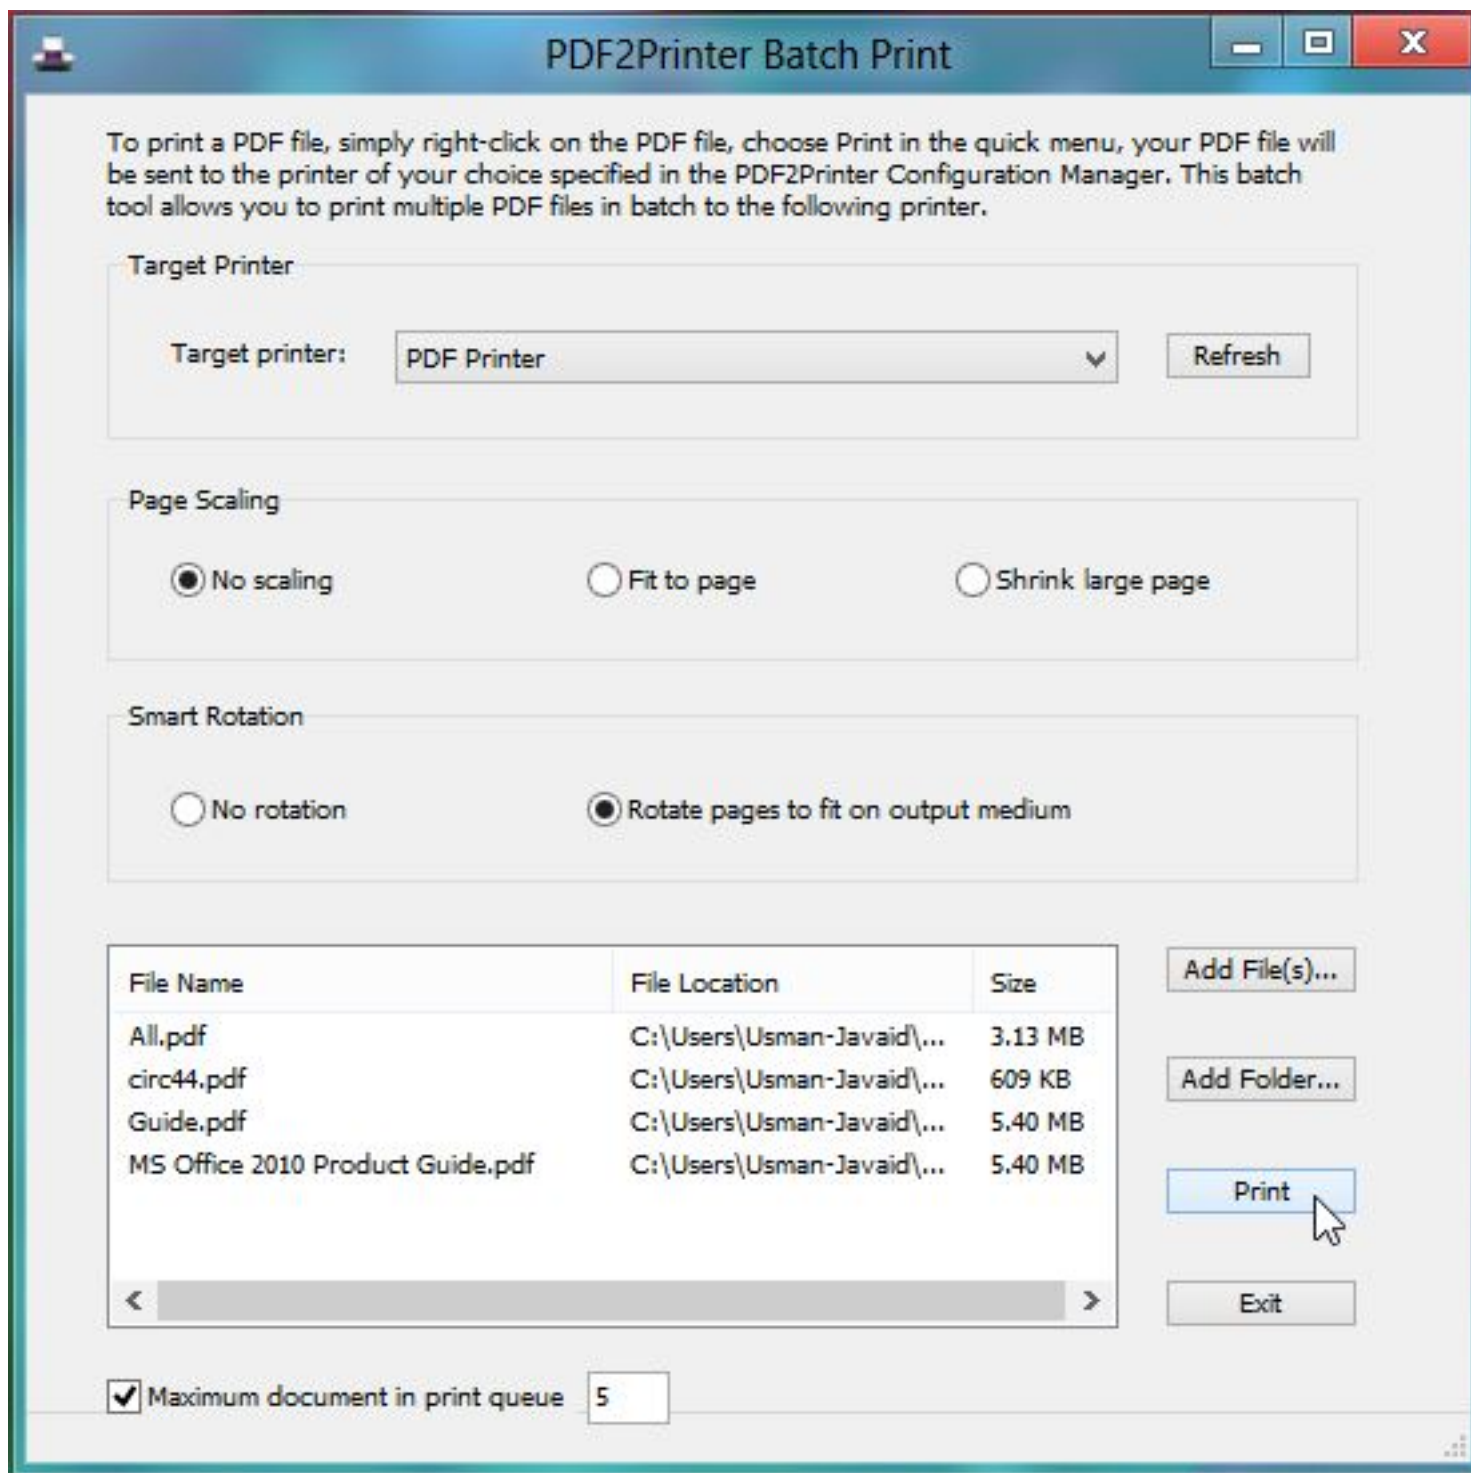 PDF2Printer Batch Print
To print a PDF file, simply right-click on the PDF file, choose Print in the quick menu, your PDF file will
be sent to the printer of your choice specified in the PDF2Printer Configuration Manager. This batch
tool allows you to print multiple PDF files in batch to the following printer.
Target Printer
Target printer: PDF Printer Refresh
Page Scaling
No scaling Fit to page Shrink large page
Smart Rotation
No rotation Rotate pages to fit on output medium
File Name File Location Size
All.pdf C:\Users\Usman-Javaid\... 3.13 MB
circ44.pdf C:\Users\Usman-Javaid\... 609 KB
Guide.pdf C:\Users\Usman-Javaid\... 5.40 MB
MS Office 2010 Product Guide.pdf C:\Users\Usman-Javaid\... 5.40 MB
Add File(s)...
Add Folder...
Print
Exit
Maximum document in print queue 5